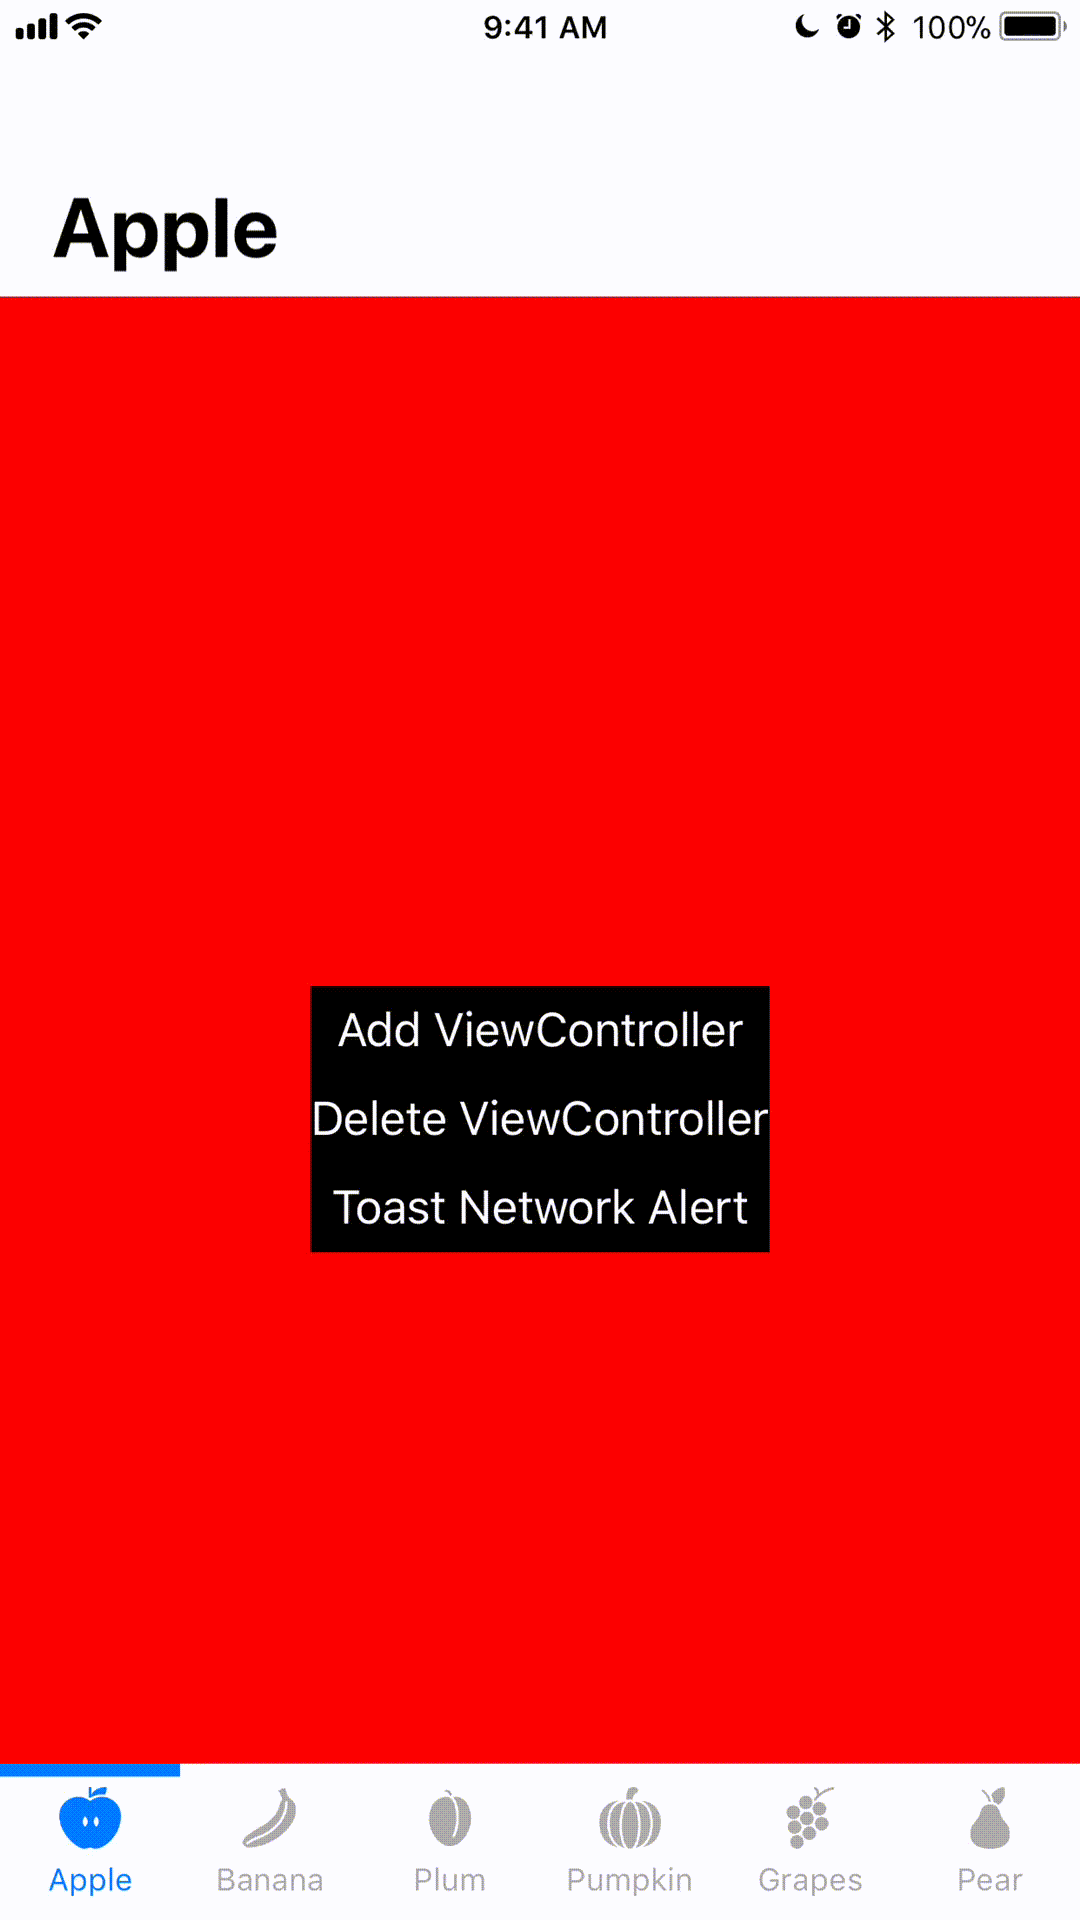 9:41 AM 100%
Apple
Add ViewController
Delete ViewController
Toast Network Alert
Apple Banana Plum Pumpkin Grapes Pear